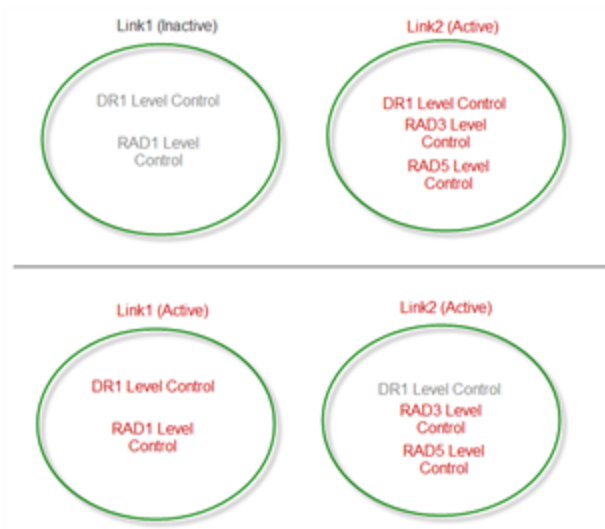 Link1 (Inactive)
DR1 Level Control
RAD1 Level
Control
Link2 (Active)
DR1 Level Control
RAD3 Level
Control
RAD5 Level
Control
Link1 (Active)
DR1 Level Control
RAD1 Level
Control
Link2 (Active)
DR1 Level Control
RAD3 Level
Control
RAD5 Level
Control